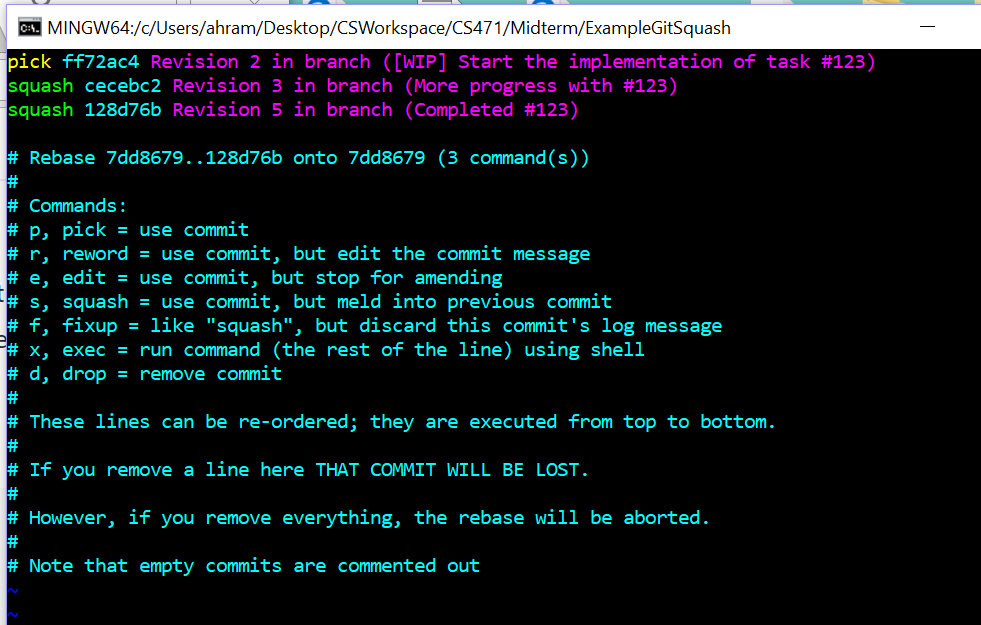 MINGW64:/c/Users/ahram/Desktop/CSWorkspace/CS471/Midterm/ExampleGitSquash
pick ff72ac4 Revision 2 in branch ([WIP] Start the implementation of task #123)
squash cecebc2 Revision 3 in branch (More progress with #123)
squash 128d76b Revision 5 in branch (Completed #123)

# Rebase 7dd8679..128d76b onto 7dd8679 (3 command(s))
#
# Commands:
# p, pick = use commit
# r, reword = use commit, but edit the commit message
# e, edit = use commit, but stop for amending
# s, squash = use commit, but meld into previous commit
# f, fixup = like "squash", but discard this commit's log message
# x, exec = run command (the rest of the line) using shell
# d, drop = remove commit
#
# These lines can be re-ordered; they are executed from top to bottom.
#
# If you remove a line here THAT COMMIT WILL BE LOST.
#
# However, if you remove everything, the rebase will be aborted.
#
# Note that empty commits are commented out
~
~